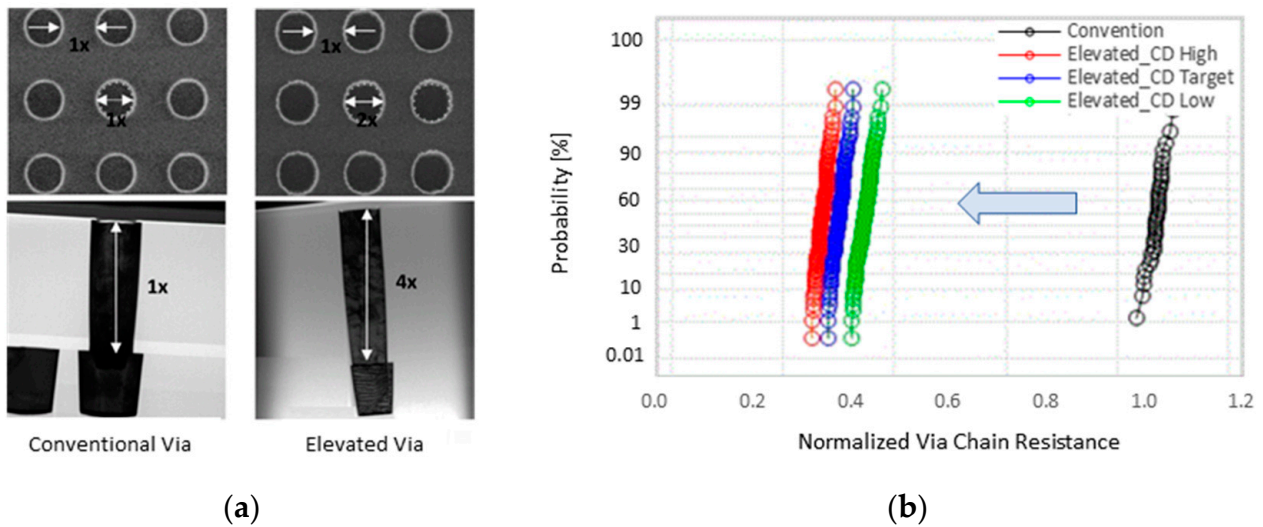 1x
1x
1x
2x
1x
4x
Conventional Via
Elevated Via
(a)
Convention
Elevated_CD High
Elevated_CD Target
Elevated_CD Low
Probability [%]
100
99
90
60
30
10
1
0.01
0.0 0.2 0.4 0.6 0.8 1.0 1.2
Normalized Via Chain Resistance
(b)